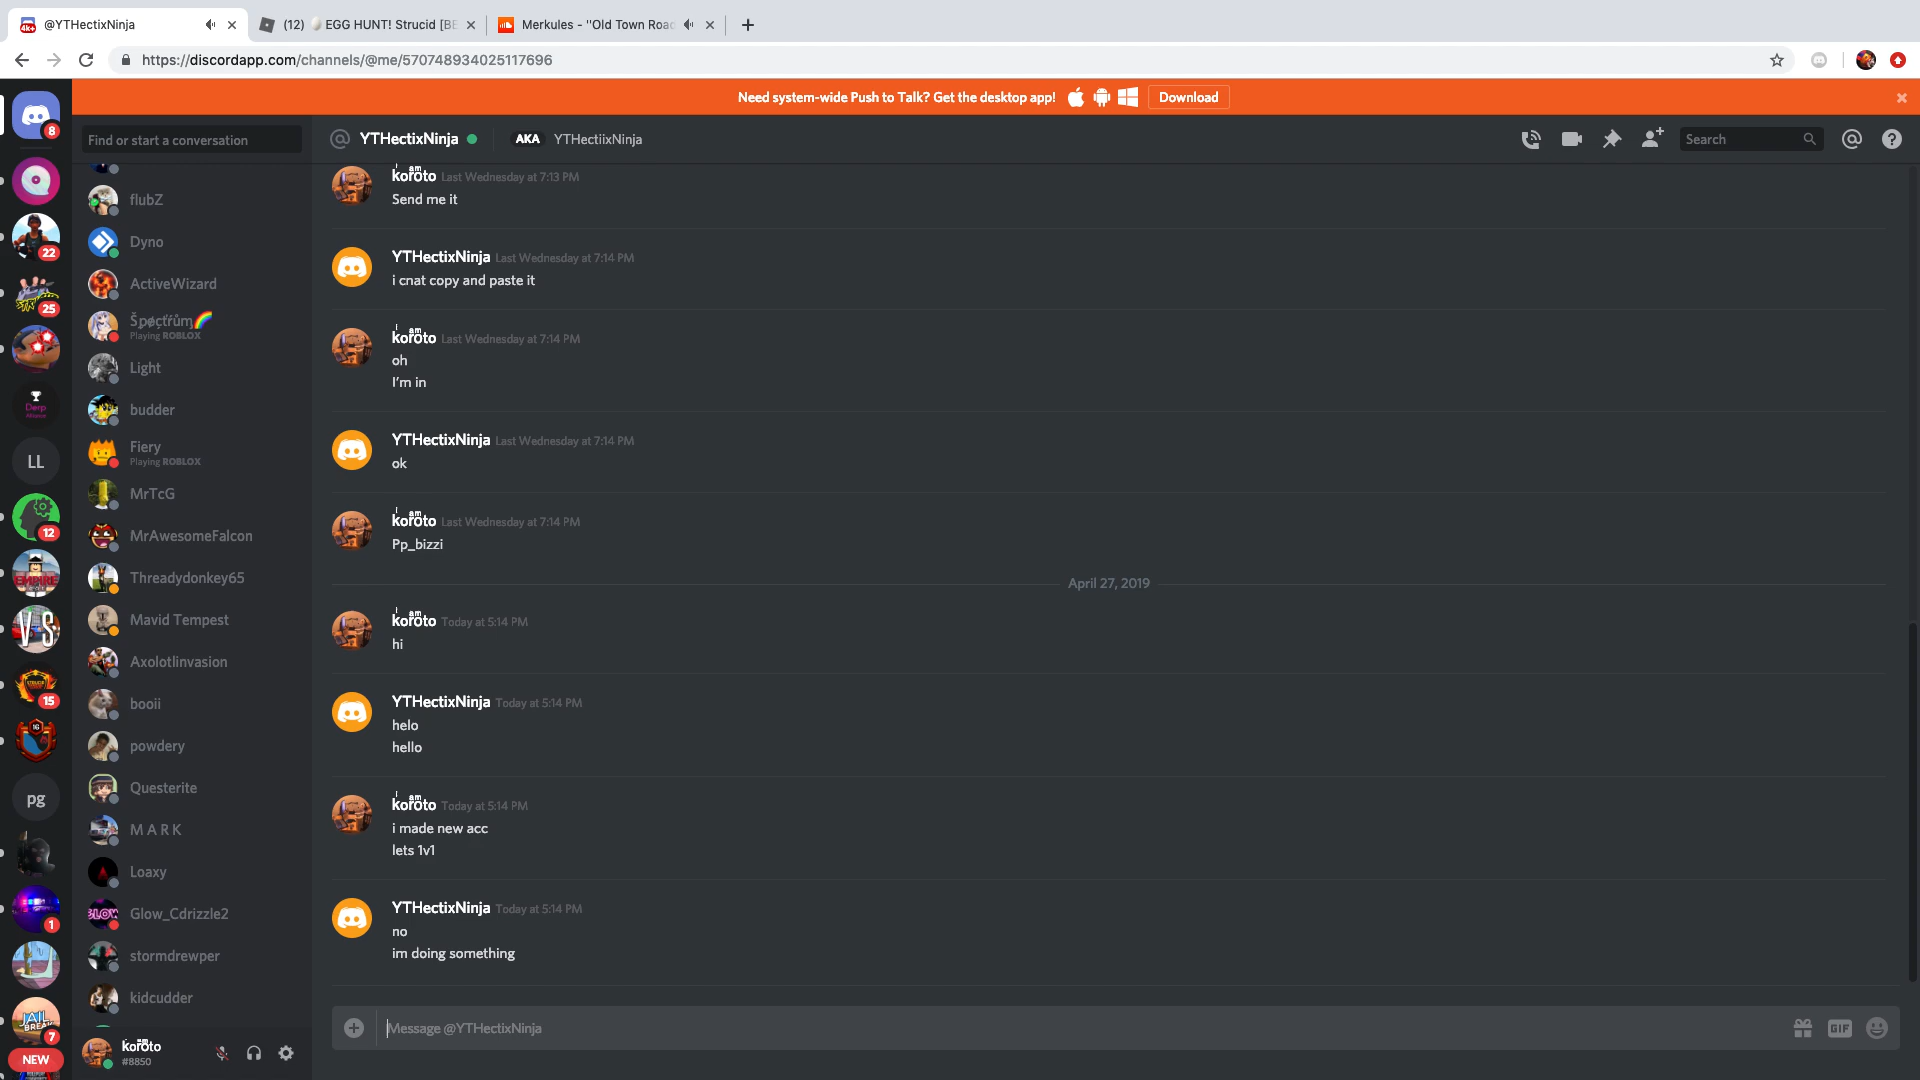 @YTHectixNinja
(12) EGG HUNT! Strucid [BE
Merkules - "Old Town Road
https://discordapp.com/channels/@me/570748934025117696
Need system-wide Push to Talk? Get the desktop app!
Download
8
Find or start a conversation
@ YTHectixNinja
AKA YTHectiixNinja
Search
flubZ
Dyno
ActiveWizard
Playing ROBLOX
Light
budder
Fiery
Playing ROBLOX
MrTcG
MrAwesomeFalcon
Threadydonkey65
Mavid Tempest
Axolotlinvasion
booii
powdery
Questerite
M A R K
Loaxy
Glow_Cdrizzle2
stormdrewper
kidcudder
22
25
Derp
LL
12
EMPIRE
VS
15
pg
1
JAIL
BREAK
7
NEW
koroto
#8850
koroto Last Wednesday at 7:13 PM
Send me it
YTHectixNinja Last Wednesday at 7:14 PM
i cnat copy and paste it
koroto Last Wednesday at 7:14 PM
oh
I'm in
YTHectixNinja Last Wednesday at 7:14 PM
ok
koroto Last Wednesday at 7:14 PM
Pp_bizzi
April 27, 2019
koroto Today at 5:14 PM
hi
YTHectixNinja Today at 5:14 PM
helo
hello
koroto Today at 5:14 PM
i made new acc
lets 1v1
YTHectixNinja Today at 5:14 PM
no
im doing something
Message @YTHectixNinja
GIF